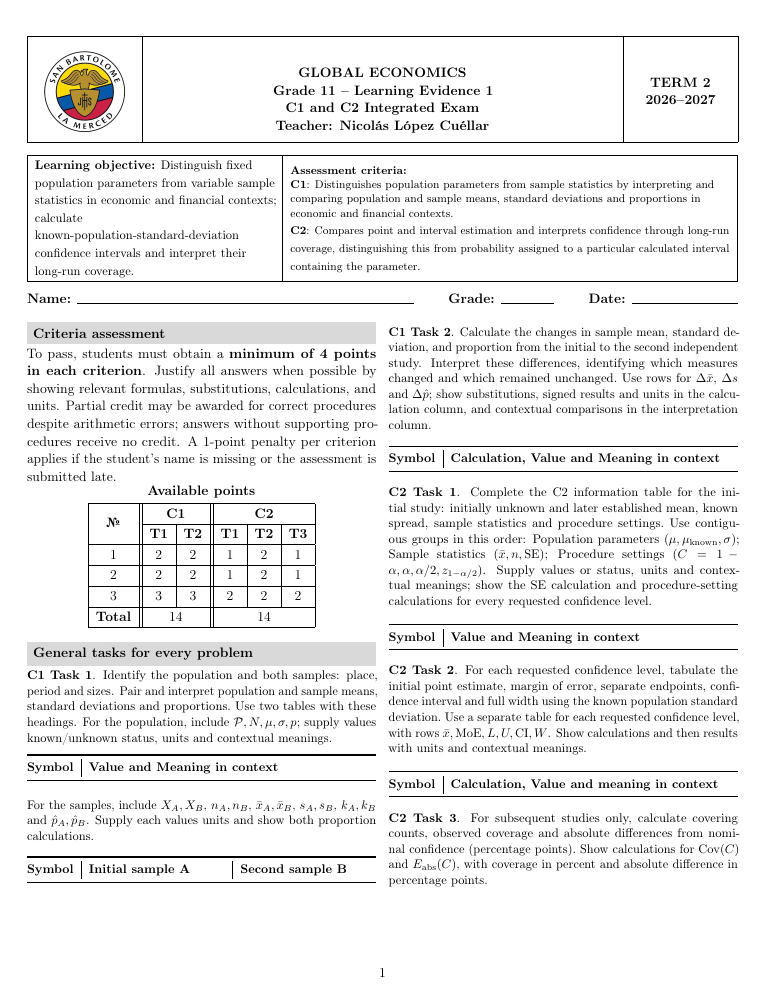 SAN BARTOLOME
LA MERCED
JHS
GLOBAL ECONOMICS
Grade 11 – Learning Evidence 1
C1 and C2 Integrated Exam
Teacher: Nicolás López Cuéllar
TERM 2
2026–2027
Learning objective: Distinguish fixed
population parameters from variable sample
statistics in economic and financial contexts;
calculate
known-population-standard-deviation
confidence intervals and interpret their
long-run coverage.
Assessment criteria:
C1: Distinguishes population parameters from sample statistics by interpreting and
comparing population and sample means, standard deviations and proportions in
economic and financial contexts.
C2: Compares point and interval estimation and interprets confidence through long-run
coverage, distinguishing this from probability assigned to a particular calculated interval
containing the parameter.
Name: Grade: Date:
Criteria assessment
To pass, students must obtain a minimum of 4 points
in each criterion. Justify all answers when possible by
showing relevant formulas, substitutions, calculations, and
units. Partial credit may be awarded for correct procedures
despite arithmetic errors; answers without supporting pro-
cedures receive no credit. A 1-point penalty per criterion
applies if the student's name is missing or the assessment is
submitted late.
Available points
№ C1 C2
T1 T2 T1 T2 T3
1 2 2 1 2 1
2 2 2 1 2 1
3 3 3 2 2 2
Total 14 14
General tasks for every problem
C1 Task 1. Identify the population and both samples: place,
period and sizes. Pair and interpret population and sample means,
standard deviations and proportions. Use two tables with these
headings. For the population, include 𝒫, N, μ, σ, p; supply values
known/unknown status, units and contextual meanings.
Symbol Value and Meaning in context
For the samples, include X_A, X_B, n_A, n_B, x̄_A, x̄_B, s_A, s_B, k_A, k_B
and p̂_A, p̂_B. Supply each values units and show both proportion
calculations.
Symbol Initial sample A Second sample B
C1 Task 2. Calculate the changes in sample mean, standard de-
viation, and proportion from the initial to the second independent
study. Interpret these differences, identifying which measures
changed and which remained unchanged. Use rows for Δx̄, Δs
and Δp̂; show substitutions, signed results and units in the calcu-
lation column, and contextual comparisons in the interpretation
column.
Symbol Calculation, Value and Meaning in context
C2 Task 1. Complete the C2 information table for the ini-
tial study: initially unknown and later established mean, known
spread, sample statistics and procedure settings. Use contigu-
ous groups in this order: Population parameters (μ, μ_known, σ);
Sample statistics (x̄, n, SE); Procedure settings (C = 1 −
α, α, α/2, z_{1−α/2}). Supply values or status, units and contex-
tual meanings; show the SE calculation and procedure-setting
calculations for every requested confidence level.
Symbol Value and Meaning in context
C2 Task 2. For each requested confidence level, tabulate the
initial point estimate, margin of error, separate endpoints, confi-
dence interval and full width using the known population standard
deviation. Use a separate table for each requested confidence level,
with rows x̄, MoE, L, U, CI, W. Show calculations and then results
with units and contextual meanings.
Symbol Calculation, Value and meaning in context
C2 Task 3. For subsequent studies only, calculate covering
counts, observed coverage and absolute differences from nomi-
nal confidence (percentage points). Show calculations for Cov(C)
and E_abs(C), with coverage in percent and absolute difference in
percentage points.
1